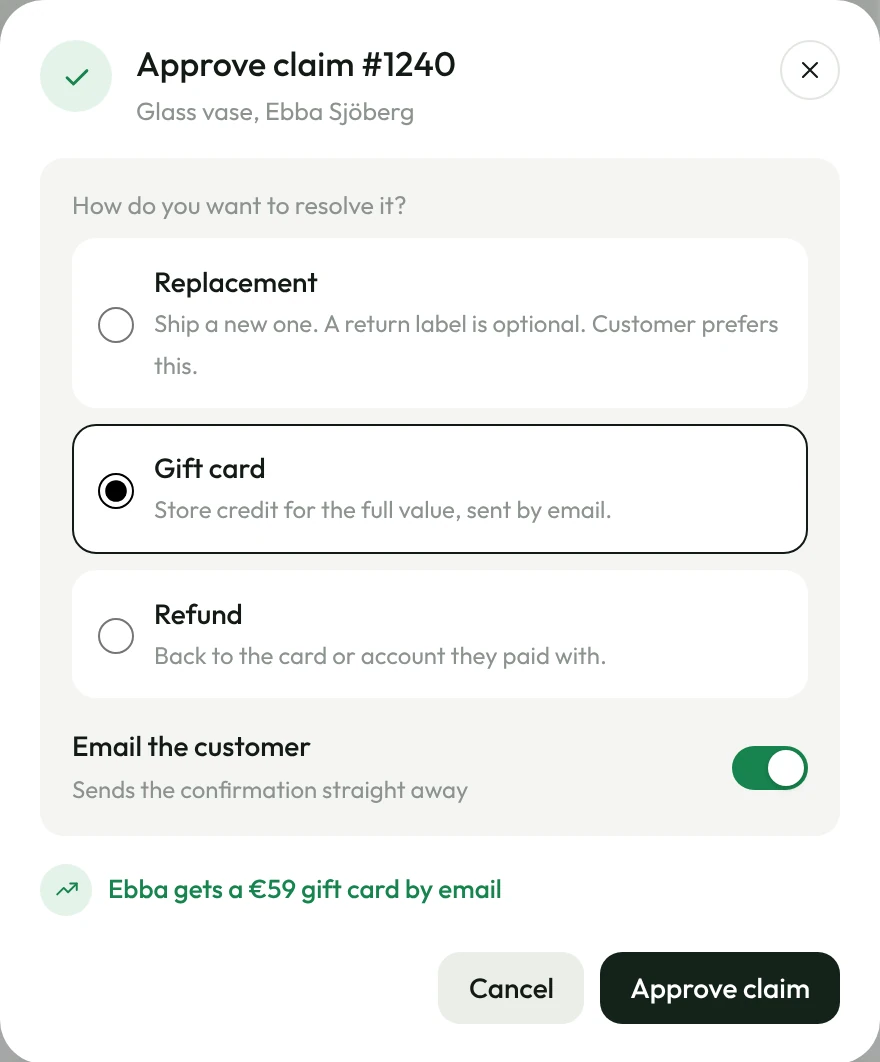 Approve claim #1240
Glass vase, Ebba Sjöberg
How do you want to resolve it?
Replacement
Ship a new one. A return label is optional. Customer prefers
this.
Gift card
Store credit for the full value, sent by email.
Refund
Back to the card or account they paid with.
Email the customer
Sends the confirmation straight away
Ebba gets a €59 gift card by email
Cancel
Approve claim